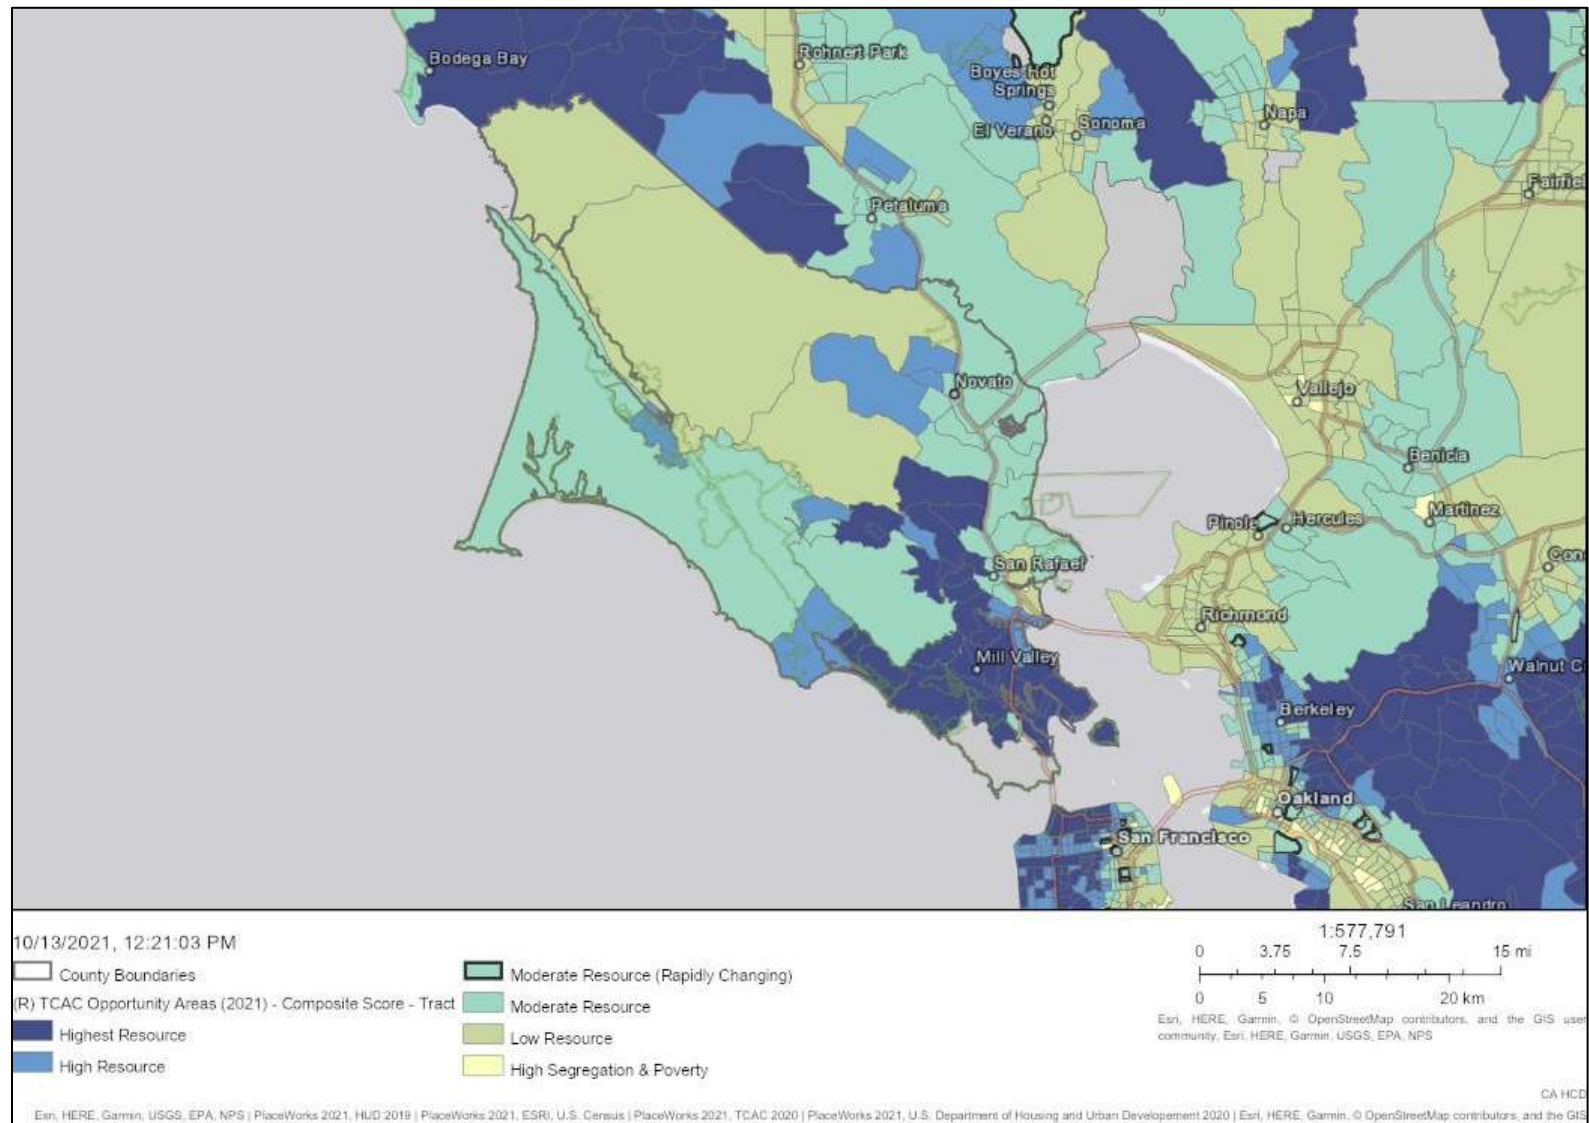 Bodega Bay
Rohnert Park
Boyes Hot
Springs
El Verano
Sonoma
Napa
Fairfiel
Petaluma
Novato
Vallejo
Benicia
Martinez
Pinole
Hercules
Con
San Rafael
Richmond
Mill Valley
Walnut C
Berkeley
Oakland
San Francisco
San Leandro
10/13/2021, 12:21:03 PM
County Boundaries
(R) TCAC Opportunity Areas (2021) - Composite Score - Tract
Highest Resource
High Resource
Moderate Resource (Rapidly Changing)
Moderate Resource
Low Resource
High Segregation & Poverty
1:577,791
0 3.75 7.5 15 mi
0 5 10 20 km
Esri, HERE, Garmin, © OpenStreetMap contributors, and the GIS user
community, Esri, HERE, Garmin, USGS, EPA, NPS
CA HCD
Esri, HERE, Garmin, USGS, EPA, NPS | PlaceWorks 2021, HUD 2019 | PlaceWorks 2021, ESRI, U.S. Census | PlaceWorks 2021, TCAC 2020 | PlaceWorks 2021, U.S. Department of Housing and Urban Developement 2020 | Esri, HERE, Garmin, © OpenStreetMap contributors, and the GIS